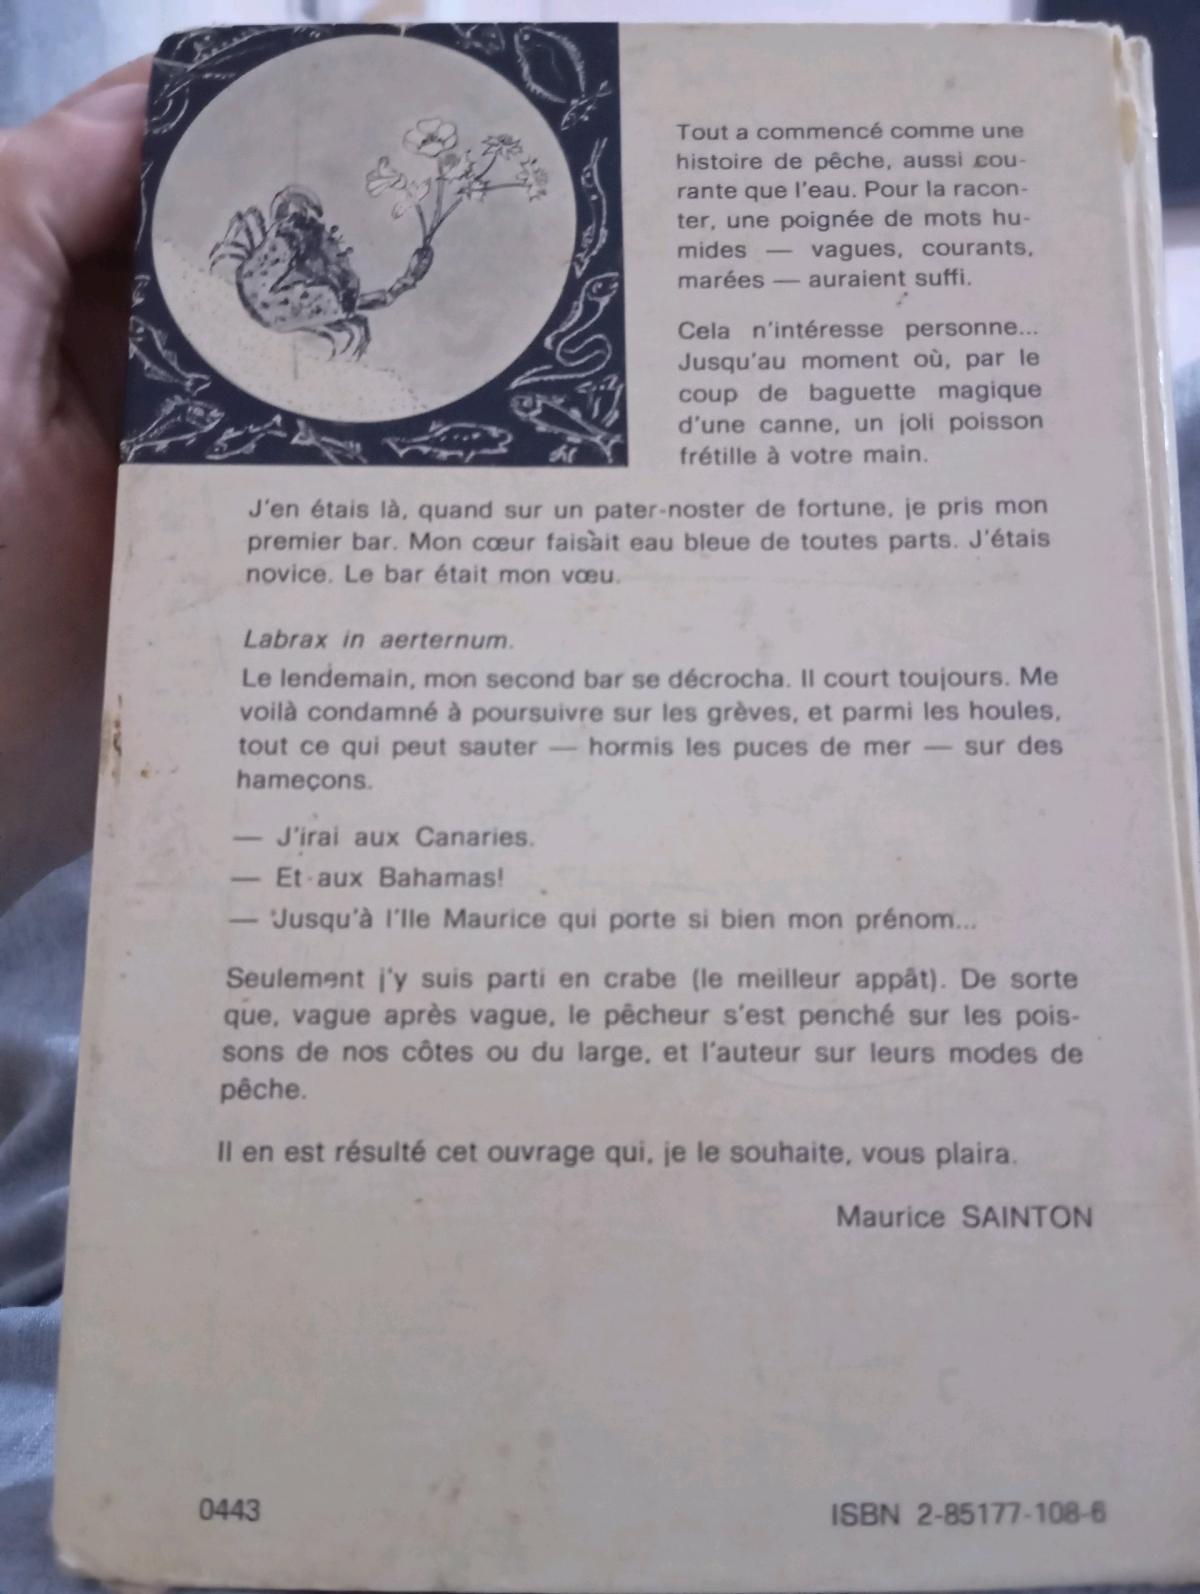 Tout a commencé comme une
histoire de pêche, aussi cou-
rante que l'eau. Pour la racon-
ter, une poignée de mots hu-
mides — vagues, courants,
marées — auraient suffi.
Cela n'intéresse personne...
Jusqu'au moment où, par le
coup de baguette magique
d'une canne, un joli poisson
frétille à votre main.
J'en étais là, quand sur un pater-noster de fortune, je pris mon
premier bar. Mon cœur faisait eau bleue de toutes parts. J'étais
novice. Le bar était mon vœu.
Labrax in aerternum.
Le lendemain, mon second bar se décrocha. Il court toujours. Me
voilà condamné à poursuivre sur les grèves, et parmi les houles,
tout ce qui peut sauter — hormis les puces de mer — sur des
hameçons.
— J'irai aux Canaries.
— Et aux Bahamas!
— Jusqu'à l'Ile Maurice qui porte si bien mon prénom...
Seulement j'y suis parti en crabe (le meilleur appât). De sorte
que, vague après vague, le pêcheur s'est penché sur les pois-
sons de nos côtes ou du large, et l'auteur sur leurs modes de
pêche.
Il en est résulté cet ouvrage qui, je le souhaite, vous plaira.
Maurice SAINTON
0443
ISBN 2-85177-108-6